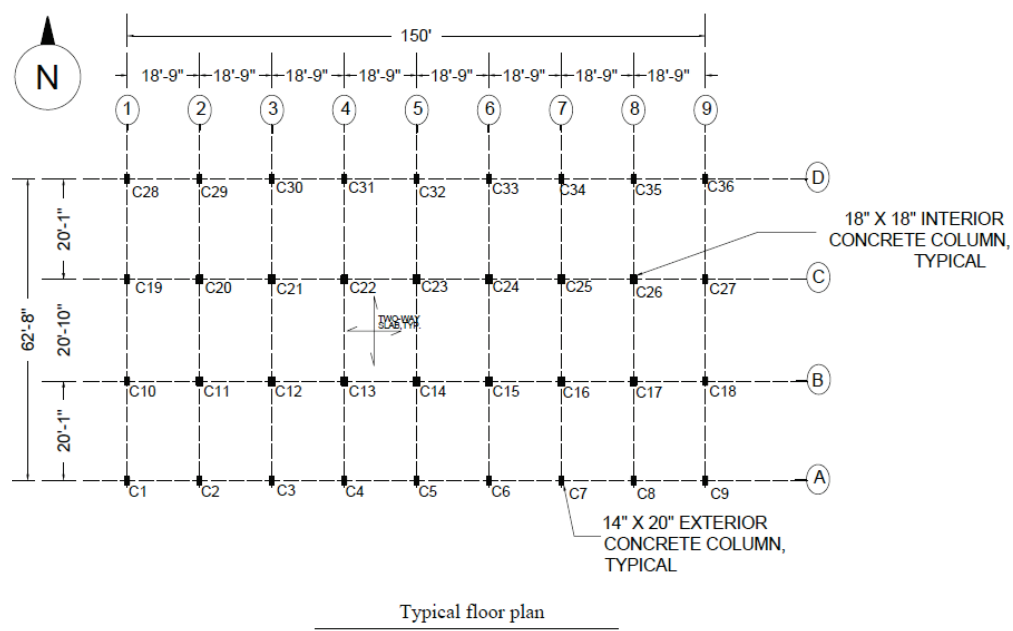 150'
N
18'-9" 18'-9" 18'-9" 18'-9" 18'-9" 18'-9" 18'-9" 18'-9"
1 2 3 4 5 6 7 8 9
C28 C29 C30 C31 C32 C33 C34 C35 C36
D
20'-1"
18" X 18" INTERIOR
CONCRETE COLUMN,
TYPICAL
C19 C20 C21 C22 C23 C24 C25 C26 C27
C
62'-8"
20'-10"
TWO-WAY
SLAB,TYP.
C10 C11 C12 C13 C14 C15 C16 C17 C18
B
20'-1"
C1 C2 C3 C4 C5 C6 C7 C8 C9
A
14" X 20" EXTERIOR
CONCRETE COLUMN,
TYPICAL
Typical floor plan